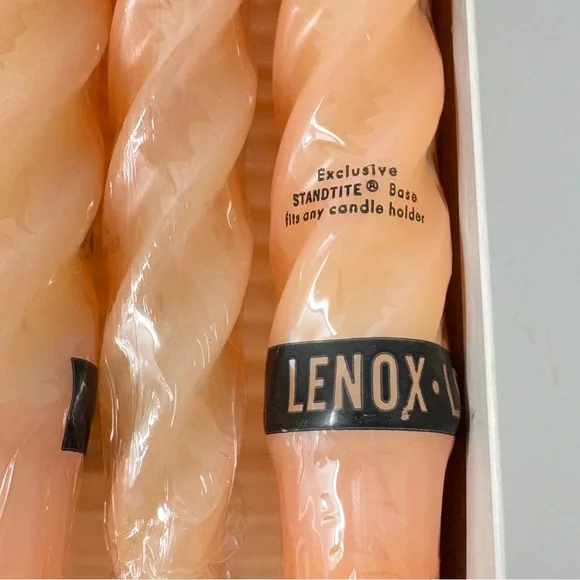 Exclusive
STANDTITE® Base
fits any candle holder
LENOX · L